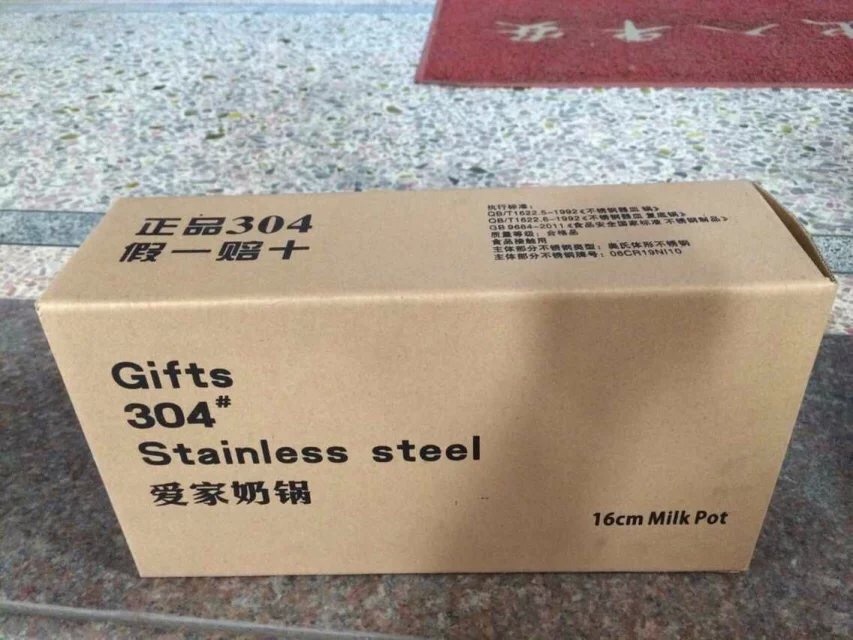 正品304
假一赔十
执行标准:
QB/T1622.5-1992《不锈钢器皿 锅》
QB/T1622.6-1992《不锈钢器皿 复底锅》
GB 9684-2011《食品安全国家标准 不锈钢制品》
质量等级: 合格品
食品接触用
主体部分不锈钢类型: 奥氏体形不锈钢
主体部分不锈钢牌号: 06CR19NI10
Gifts
304#
Stainless steel
爱家奶锅
16cm Milk Pot